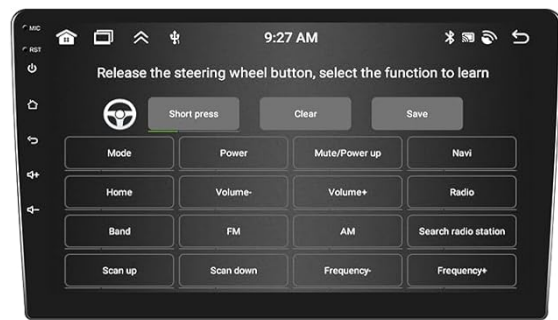 MIC
RST
9:27 AM
Release the steering wheel button, select the function to learn
Short press Clear Save
Mode Power Mute/Power up Navi
Home Volume- Volume+ Radio
Band FM AM Search radio station
Scan up Scan down Frequency- Frequency+